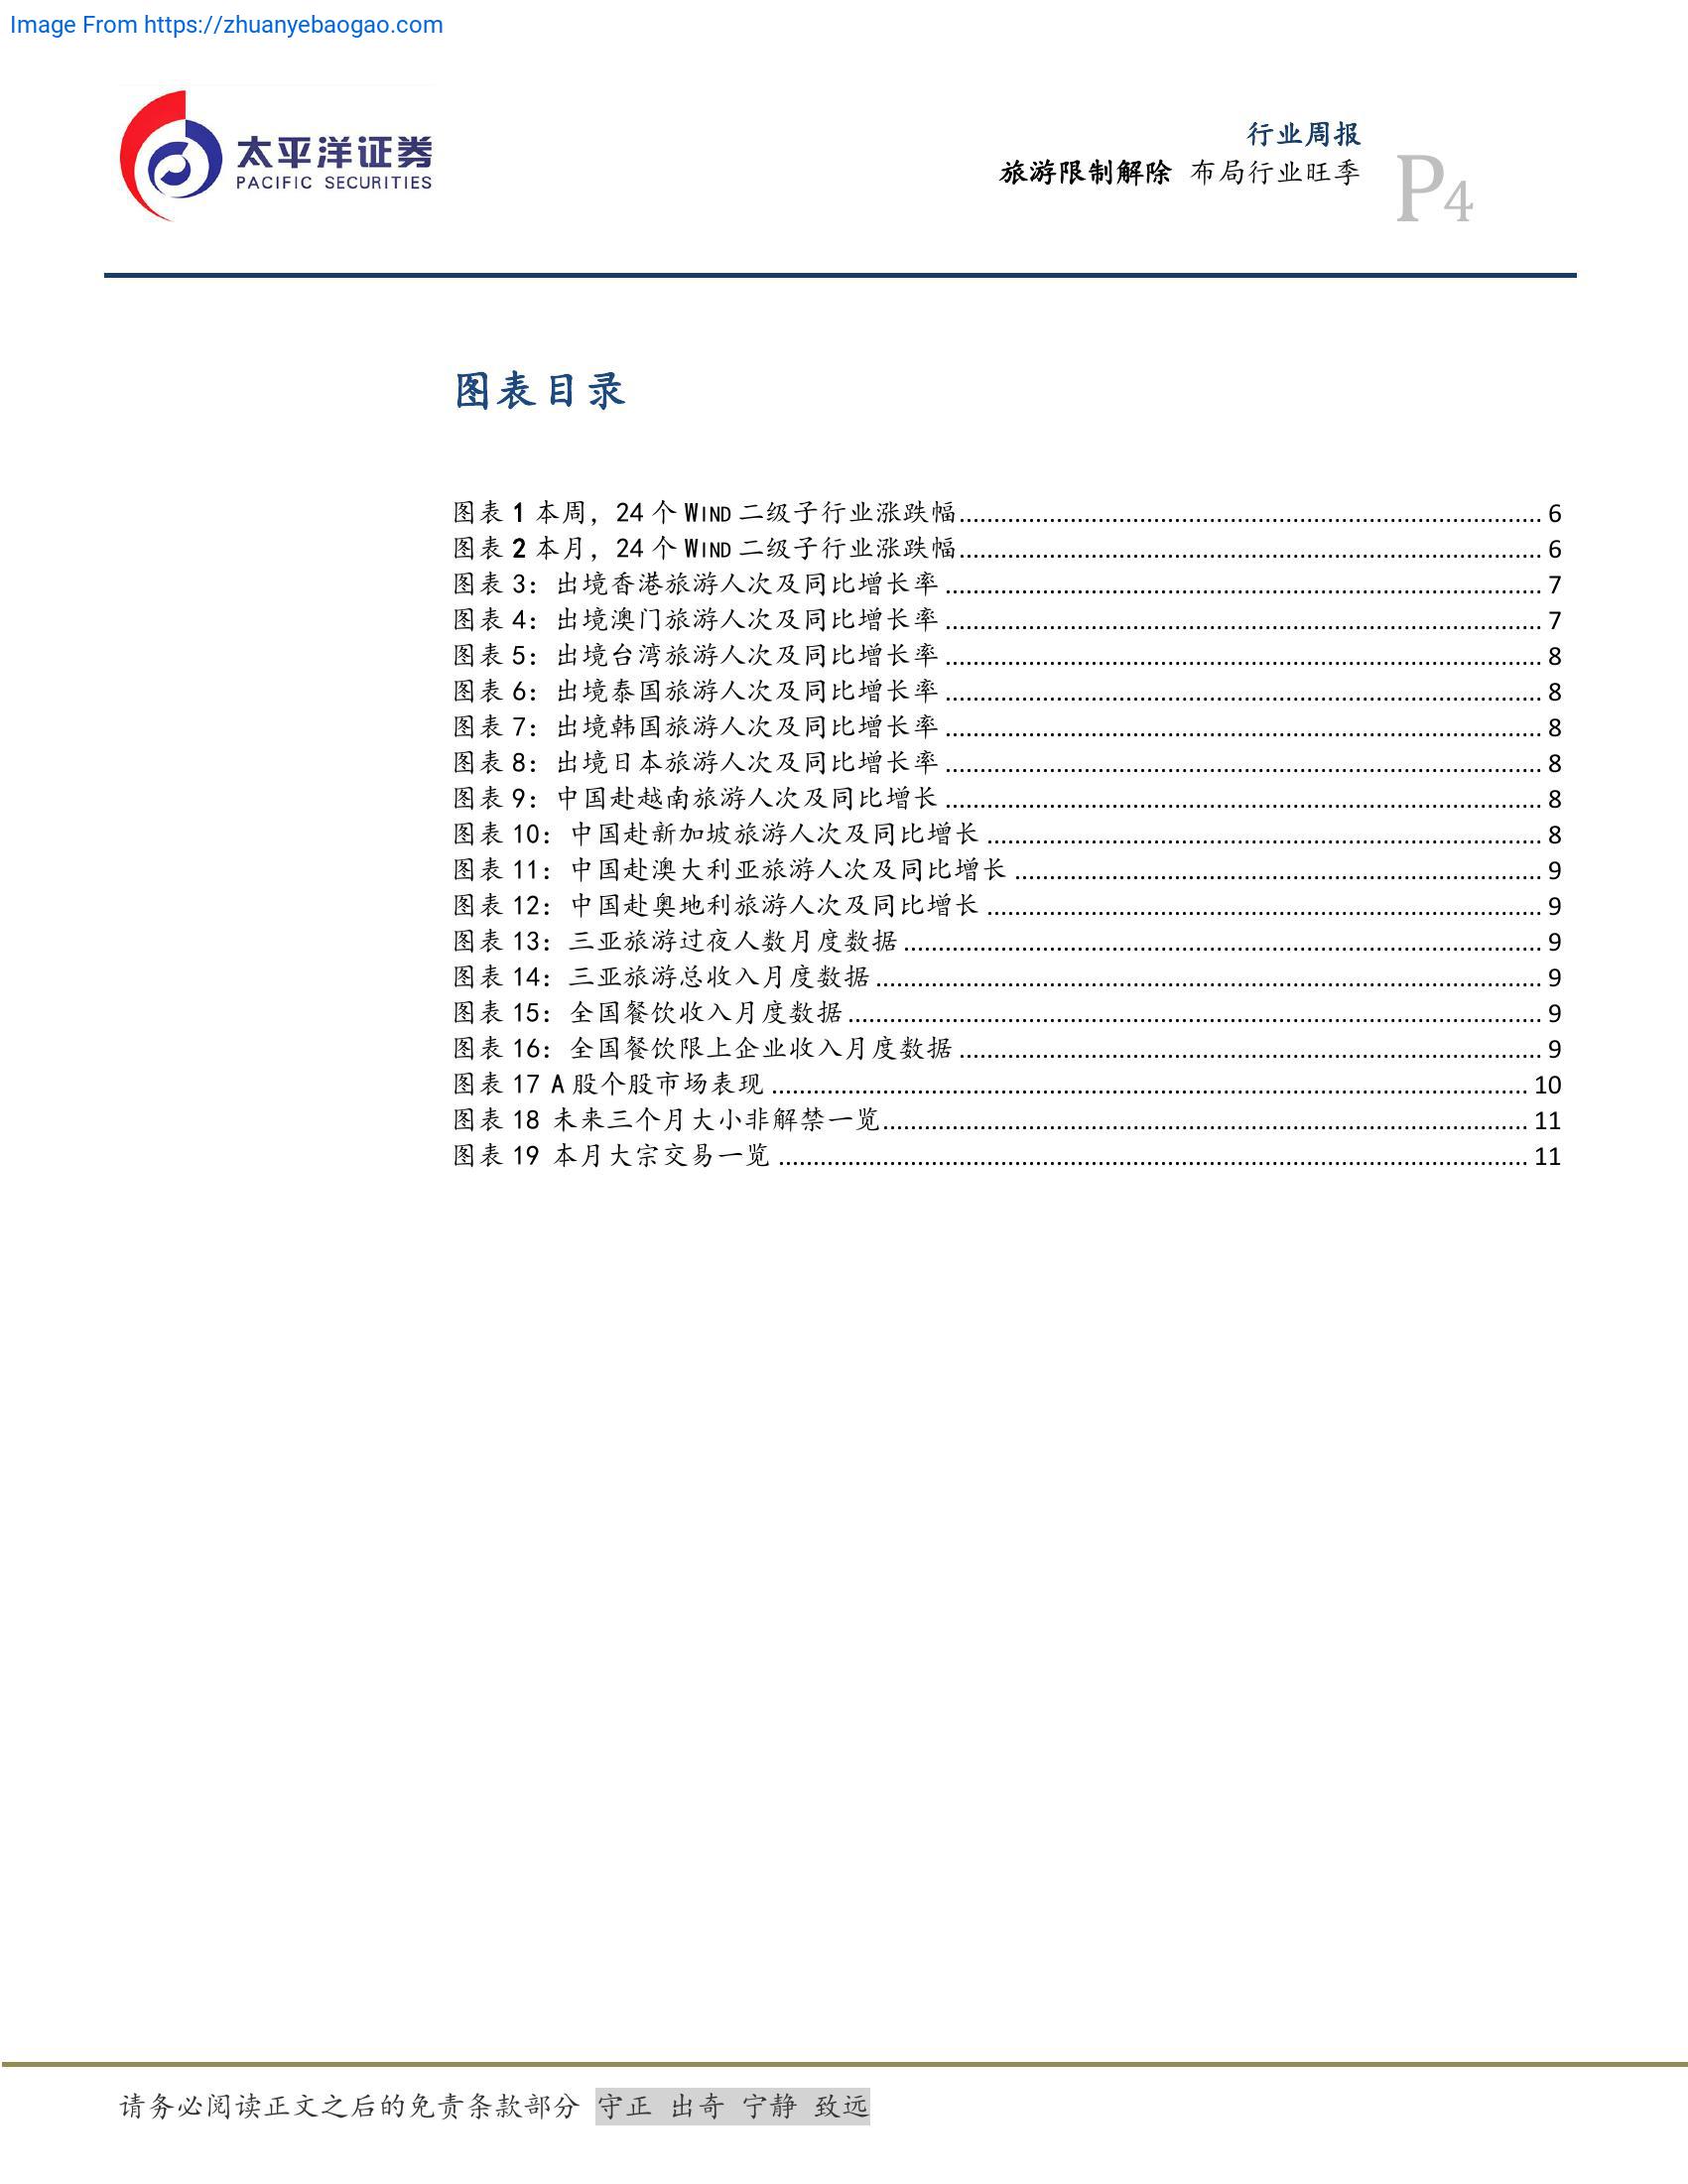 Image From https://zhuanyebaogao.com
太平洋证券
PACIFIC SECURITIES
行业周报
旅游限制解除 布局行业旺季
P4
图表目录
图表 1 本周，24 个 WIND 二级子行业涨跌幅 6
图表 2 本月，24 个 WIND 二级子行业涨跌幅 6
图表 3：出境香港旅游人次及同比增长率 7
图表 4：出境澳门旅游人次及同比增长率 7
图表 5：出境台湾旅游人次及同比增长率 8
图表 6：出境泰国旅游人次及同比增长率 8
图表 7：出境韩国旅游人次及同比增长率 8
图表 8：出境日本旅游人次及同比增长率 8
图表 9：中国赴越南旅游人次及同比增长 8
图表 10：中国赴新加坡旅游人次及同比增长 8
图表 11：中国赴澳大利亚旅游人次及同比增长 9
图表 12：中国赴奥地利旅游人次及同比增长 9
图表 13：三亚旅游过夜人数月度数据 9
图表 14：三亚旅游总收入月度数据 9
图表 15：全国餐饮收入月度数据 9
图表 16：全国餐饮限上企业收入月度数据 9
图表 17 A 股个股市场表现 10
图表 18 未来三个月大小非解禁一览 11
图表 19 本月大宗交易一览 11
请务必阅读正文之后的免责条款部分 守正 出奇 宁静 致远